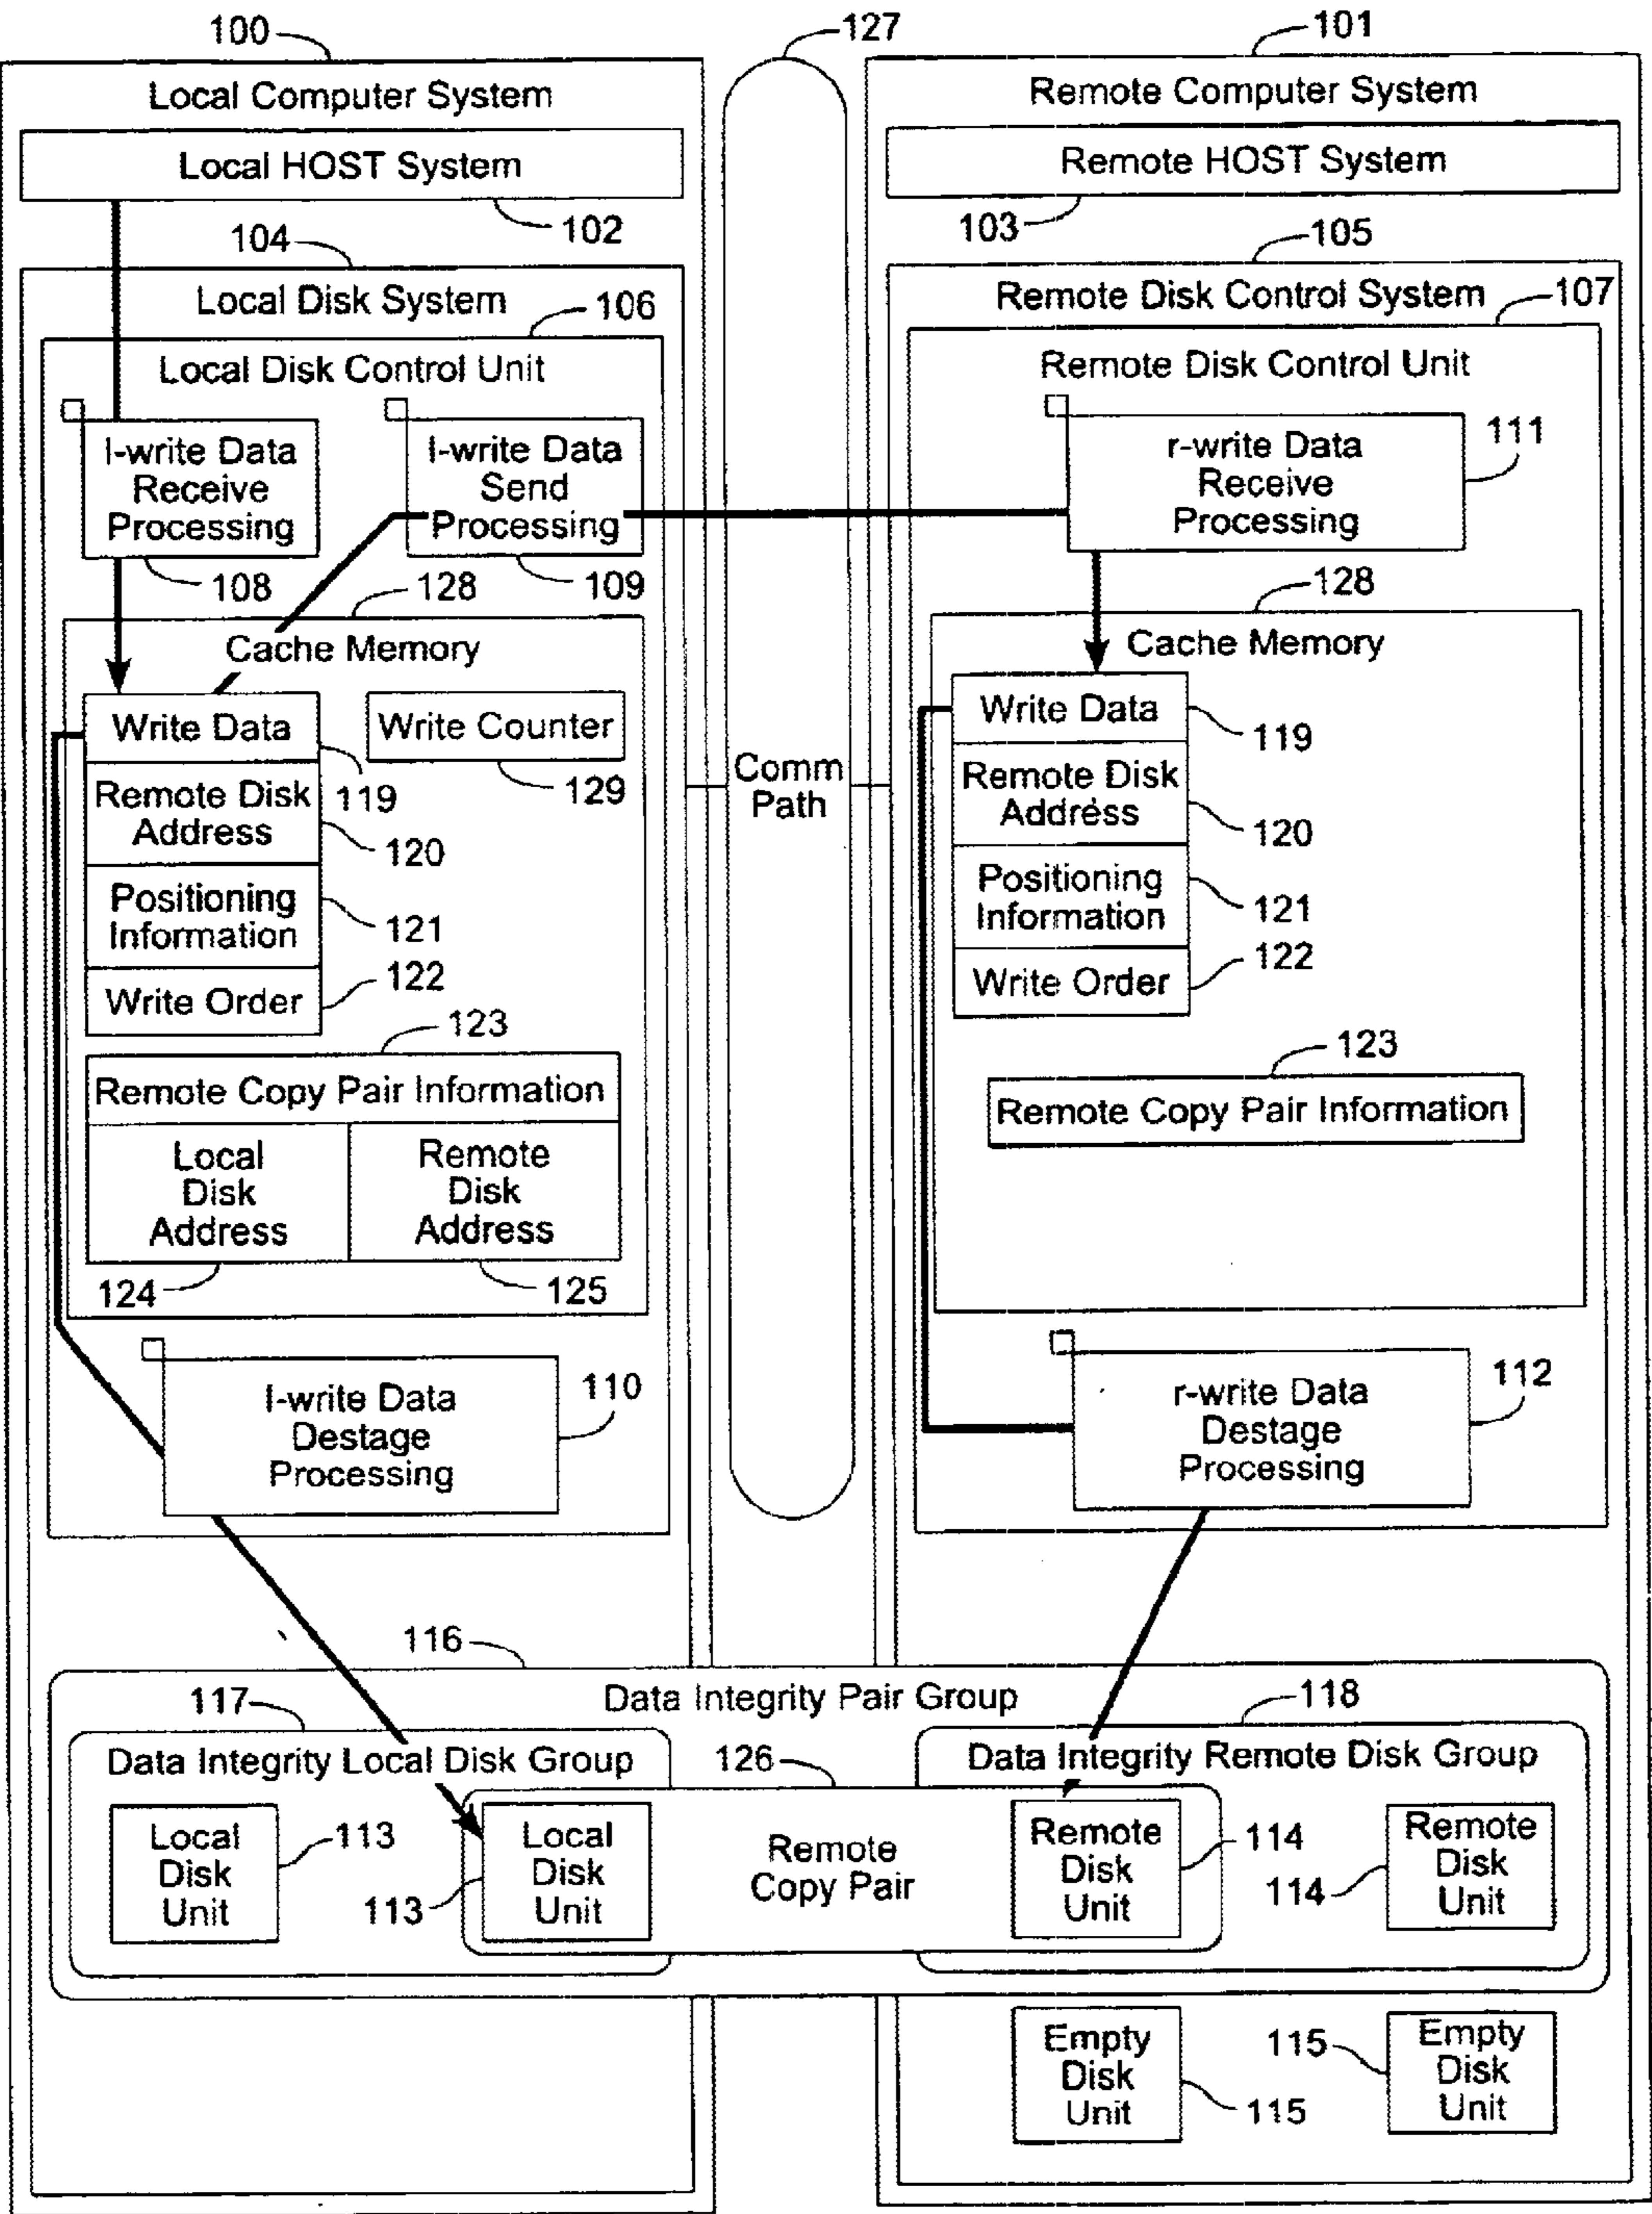 100
127
101
Local Computer System
Remote Computer System
Local HOST System
Remote HOST System
102
103
104
105
Local Disk System
Remote Disk Control System
106
107
Local Disk Control Unit
Remote Disk Control Unit
l-write Data
Receive
Processing
108
l-write Data
Send
Processing
109
r-write Data
Receive
Processing
111
128
Cache Memory
Write Data
119
Write Counter
129
Remote Disk
Address
120
Positioning
Information
121
Write Order
122
123
Remote Copy Pair Information
Local
Disk
Address
124
Remote
Disk
Address
125
Comm
Path
128
Cache Memory
Write Data
119
Remote Disk
Address
120
Positioning
Information
121
Write Order
122
123
Remote Copy Pair Information
l-write Data
Destage
Processing
110
r-write Data
Destage
Processing
112
116
Data Integrity Pair Group
117
118
Data Integrity Local Disk Group
126
Data Integrity Remote Disk Group
Local
Disk
Unit
113
Local
Disk
Unit
113
Remote
Copy Pair
Remote
Disk
Unit
114
Remote
Disk
Unit
114
Empty
Disk
Unit
115
Empty
Disk
Unit
115